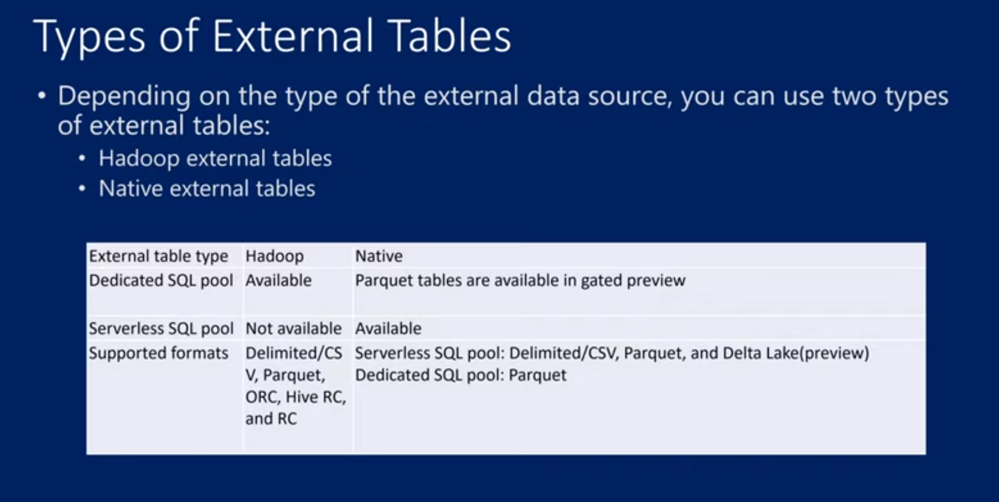 Types of External Tables
• Depending on the type of the external data source, you can use two types
of external tables:
• Hadoop external tables
• Native external tables
External table type Hadoop Native
Dedicated SQL pool Available Parquet tables are available in gated preview
Serverless SQL pool Not available Available
Supported formats Delimited/CS Serverless SQL pool: Delimited/CSV, Parquet, and Delta Lake(preview)
V, Parquet, Dedicated SQL pool: Parquet
ORC, Hive RC,
and RC